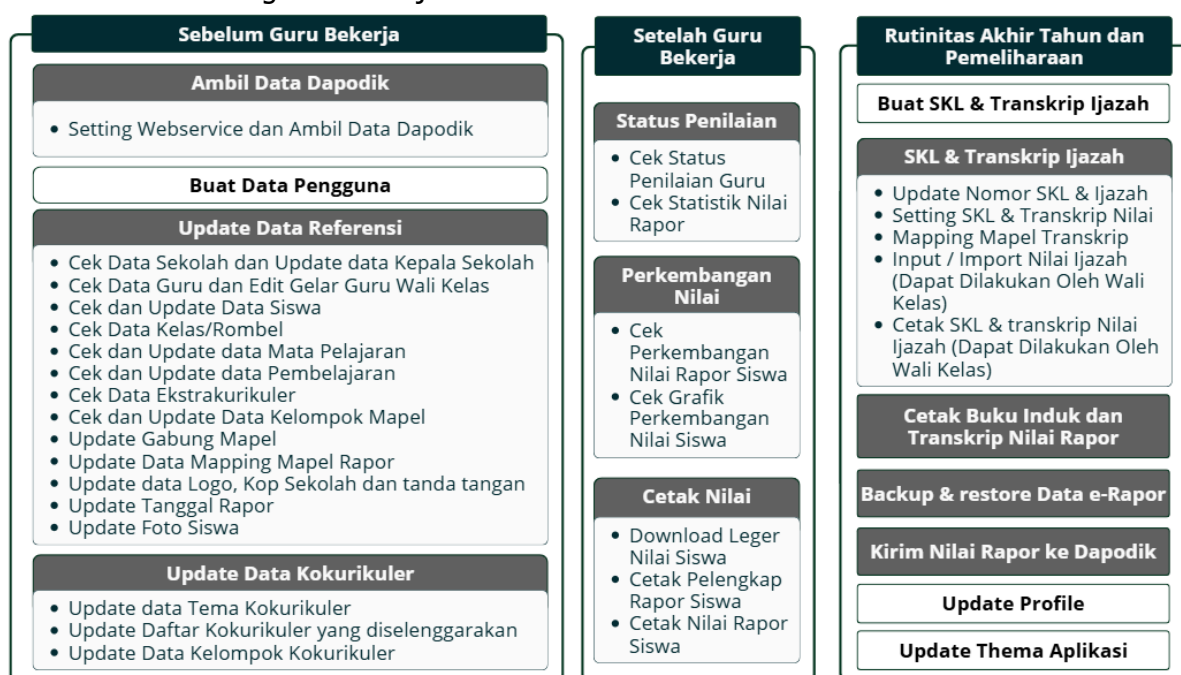 Sebelum Guru Bekerja
Ambil Data Dapodik
• Setting Webservice dan Ambil Data Dapodik
Buat Data Pengguna
Update Data Referensi
• Cek Data Sekolah dan Update data Kepala Sekolah
• Cek Data Guru dan Edit Gelar Guru Wali Kelas
• Cek dan Update Data Siswa
• Cek Data Kelas/Rombel
• Cek dan Update data Mata Pelajaran
• Cek dan Update data Pembelajaran
• Cek Data Ekstrakurikuler
• Cek dan Update Data Kelompok Mapel
• Update Gabung Mapel
• Update Data Mapping Mapel Rapor
• Update data Logo, Kop Sekolah dan tanda tangan
• Update Tanggal Rapor
• Update Foto Siswa
Update Data Kokurikuler
• Update data Tema Kokurikuler
• Update Daftar Kokurikuler yang diselenggarakan
• Update Data Kelompok Kokurikuler
Setelah Guru
Bekerja
Status Penilaian
• Cek Status
Penilaian Guru
• Cek Statistik Nilai
Rapor
Perkembangan
Nilai
• Cek
Perkembangan
Nilai Rapor Siswa
• Cek Grafik
Perkembangan
Nilai Siswa
Cetak Nilai
• Download Leger
Nilai Siswa
• Cetak Pelengkap
Rapor Siswa
• Cetak Nilai Rapor
Siswa
Rutinitas Akhir Tahun dan
Pemeliharaan
Buat SKL & Transkrip Ijazah
SKL & Transkrip Ijazah
• Update Nomor SKL & Ijazah
• Setting SKL & Transkrip Nilai
• Mapping Mapel Transkrip
• Input / Import Nilai Ijazah
(Dapat Dilakukan Oleh Wali
Kelas)
• Cetak SKL & transkrip Nilai
Ijazah (Dapat Dilakukan Oleh
Wali Kelas)
Cetak Buku Induk dan
Transkrip Nilai Rapor
Backup & restore Data e-Rapor
Kirim Nilai Rapor ke Dapodik
Update Profile
Update Thema Aplikasi